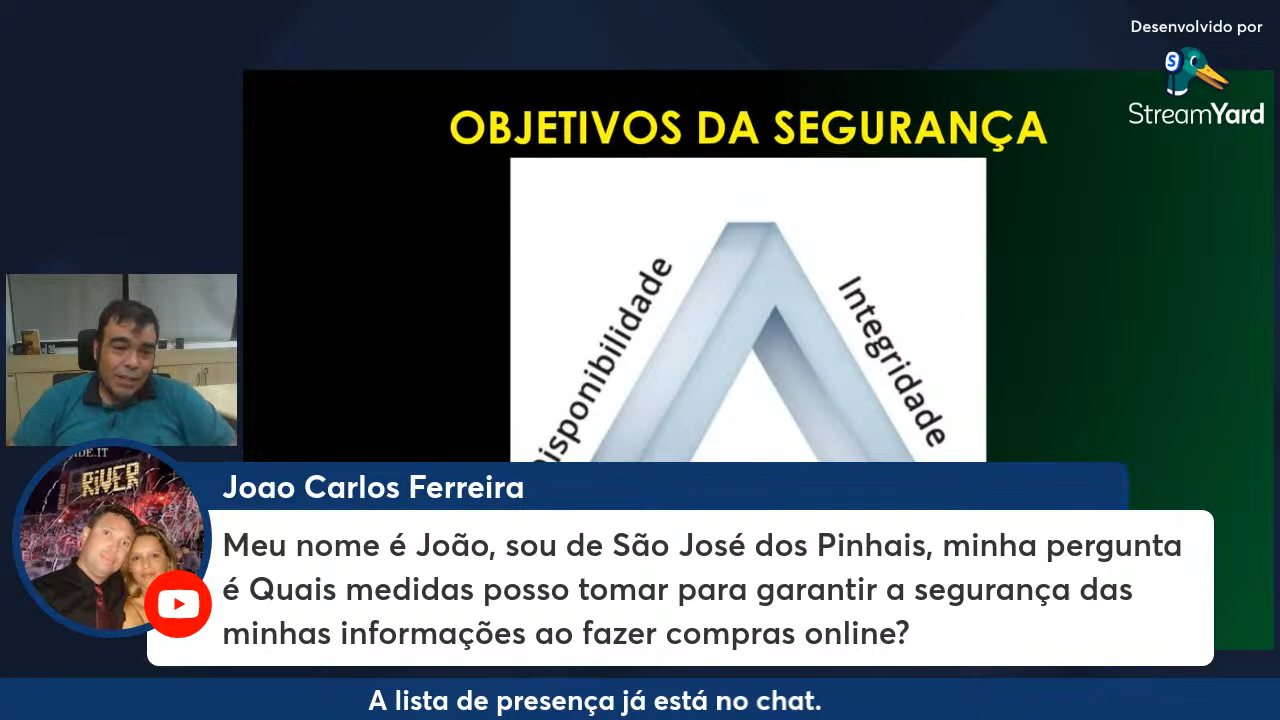 Desenvolvido por
StreamYard
OBJETIVOS DA SEGURANÇA
Disponibilidade
Integridade
RIVER
Joao Carlos Ferreira
Meu nome é João, sou de São José dos Pinhais, minha pergunta
é Quais medidas posso tomar para garantir a segurança das
minhas informações ao fazer compras online?
A lista de presença já está no chat.